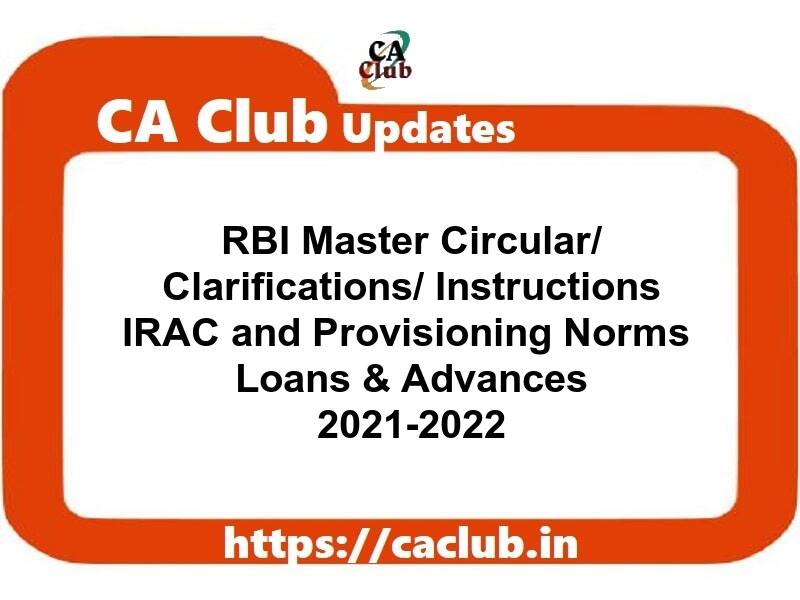 CA
Club
CA Club Updates
RBI Master Circular/
Clarifications/ Instructions
IRAC and Provisioning Norms
Loans & Advances
2021-2022
https://caclub.in